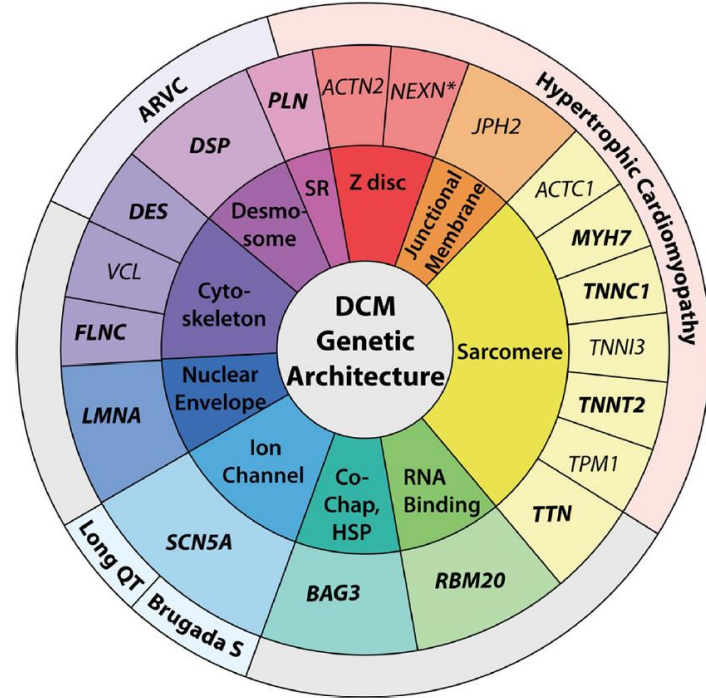 DCM
Genetic
Architecture
Z disc
Junctional
Membrane
Sarcomere
RNA
Binding
Co-
Chap,
HSP
Ion
Channel
Nuclear
Envelope
Cyto-
skeleton
Desmo-
some
SR
ACTN2
NEXN*
JPH2
ACTC1
MYH7
TNNC1
TNNI3
TNNT2
TPM1
TTN
RBM20
BAG3
SCN5A
LMNA
FLNC
VCL
DES
DSP
PLN
Hypertrophic Cardiomyopathy
Brugada S
Long QT
ARVC